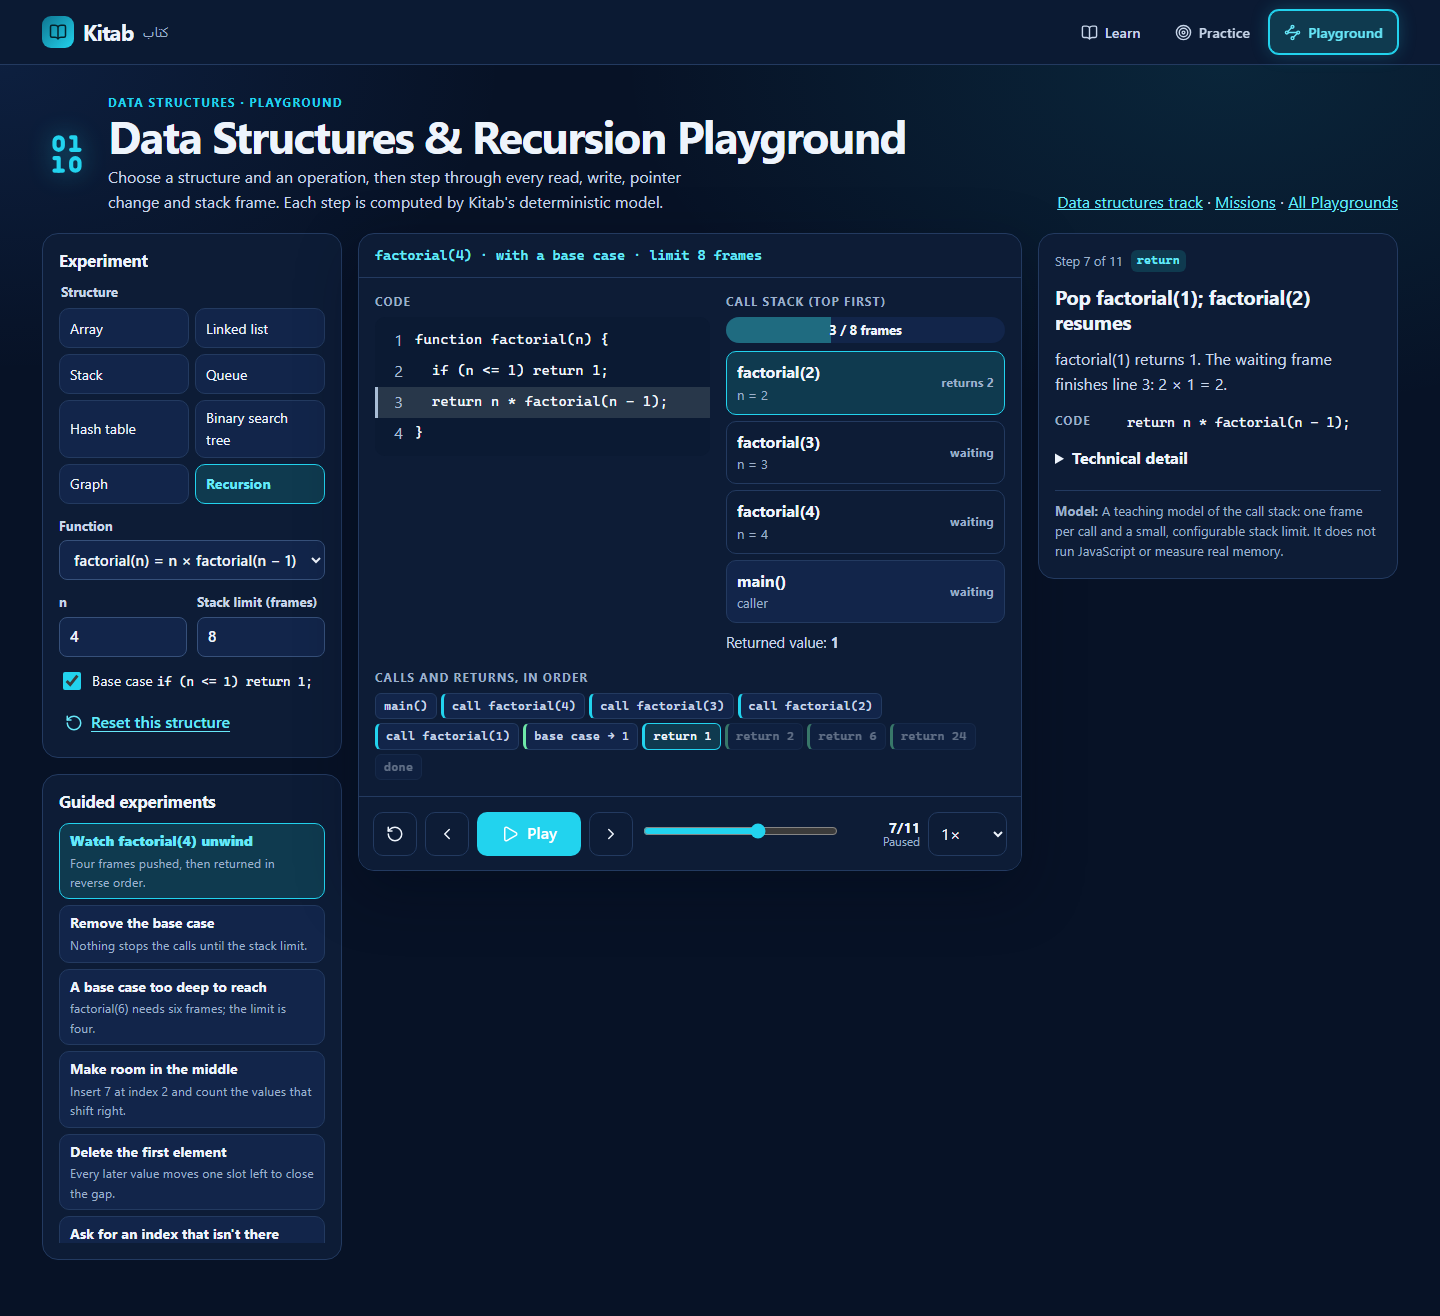 Kitab كتاب
Learn
Practice
Playground
DATA STRUCTURES · PLAYGROUND
01
10
Data Structures & Recursion Playground
Choose a structure and an operation, then step through every read, write, pointer
change and stack frame. Each step is computed by Kitab's deterministic model.
Data structures track · Missions · All Playgrounds
Experiment
Structure
Array
Linked list
Stack
Queue
Hash table
Binary search
tree
Graph
Recursion
Function
factorial(n) = n × factorial(n − 1)
n
Stack limit (frames)
4
8
Base case if (n <= 1) return 1;
Reset this structure
Guided experiments
Watch factorial(4) unwind
Four frames pushed, then returned in
reverse order.
Remove the base case
Nothing stops the calls until the stack limit.
A base case too deep to reach
factorial(6) needs six frames; the limit is
four.
Make room in the middle
Insert 7 at index 2 and count the values that
shift right.
Delete the first element
Every later value moves one slot left to close
the gap.
Ask for an index that isn't there
factorial(4) · with a base case · limit 8 frames
CODE
1 function factorial(n) {
2 if (n <= 1) return 1;
3 return n * factorial(n − 1);
4 }
CALL STACK (TOP FIRST)
3 / 8 frames
factorial(2)
n = 2
returns 2
factorial(3)
n = 3
waiting
factorial(4)
n = 4
waiting
main()
caller
waiting
Returned value: 1
CALLS AND RETURNS, IN ORDER
main() call factorial(4) call factorial(3) call factorial(2)
call factorial(1) base case → 1 return 1 return 2 return 6 return 24
done
Play
7/11
Paused
1×
Step 7 of 11 return
Pop factorial(1); factorial(2)
resumes
factorial(1) returns 1. The waiting frame
finishes line 3: 2 × 1 = 2.
CODE return n * factorial(n − 1);
Technical detail
Model: A teaching model of the call stack: one frame
per call and a small, configurable stack limit. It does not
run JavaScript or measure real memory.